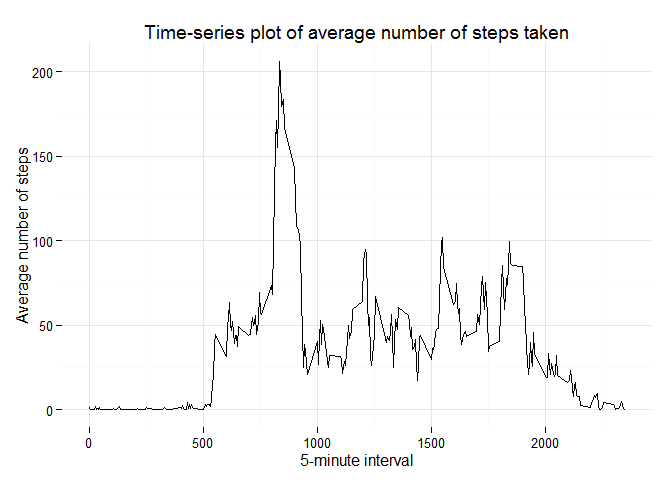 Time-series plot of average number of steps taken
Average number of steps
200
150
100
50
0
0 500 1000 1500 2000
5-minute interval